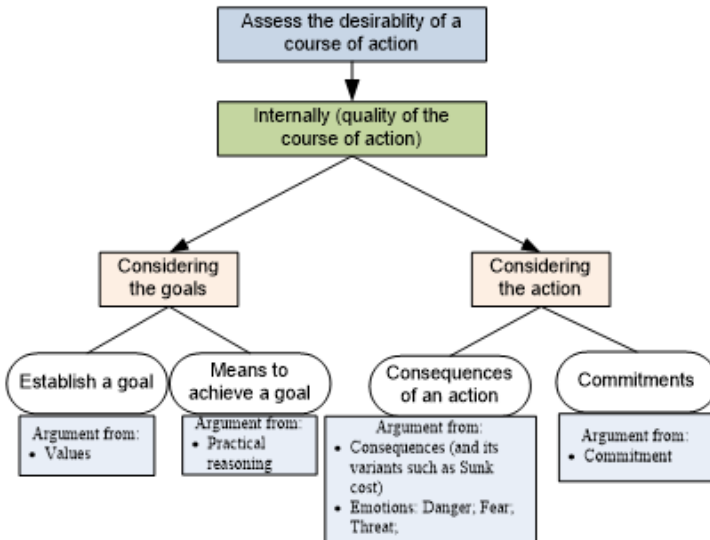 Assess the desirablity of a
course of action
Internally (quality of the
course of action)
Considering
the goals
Considering
the action
Establish a goal
Means to
achieve a goal
Consequences
of an action
Commitments
Argument from:
• Values
Argument from:
• Practical
reasoning
Argument from:
• Consequences (and its
variants such as Sunk
cost)
• Emotions: Danger; Fear;
Threat;
Argument from:
• Commitment